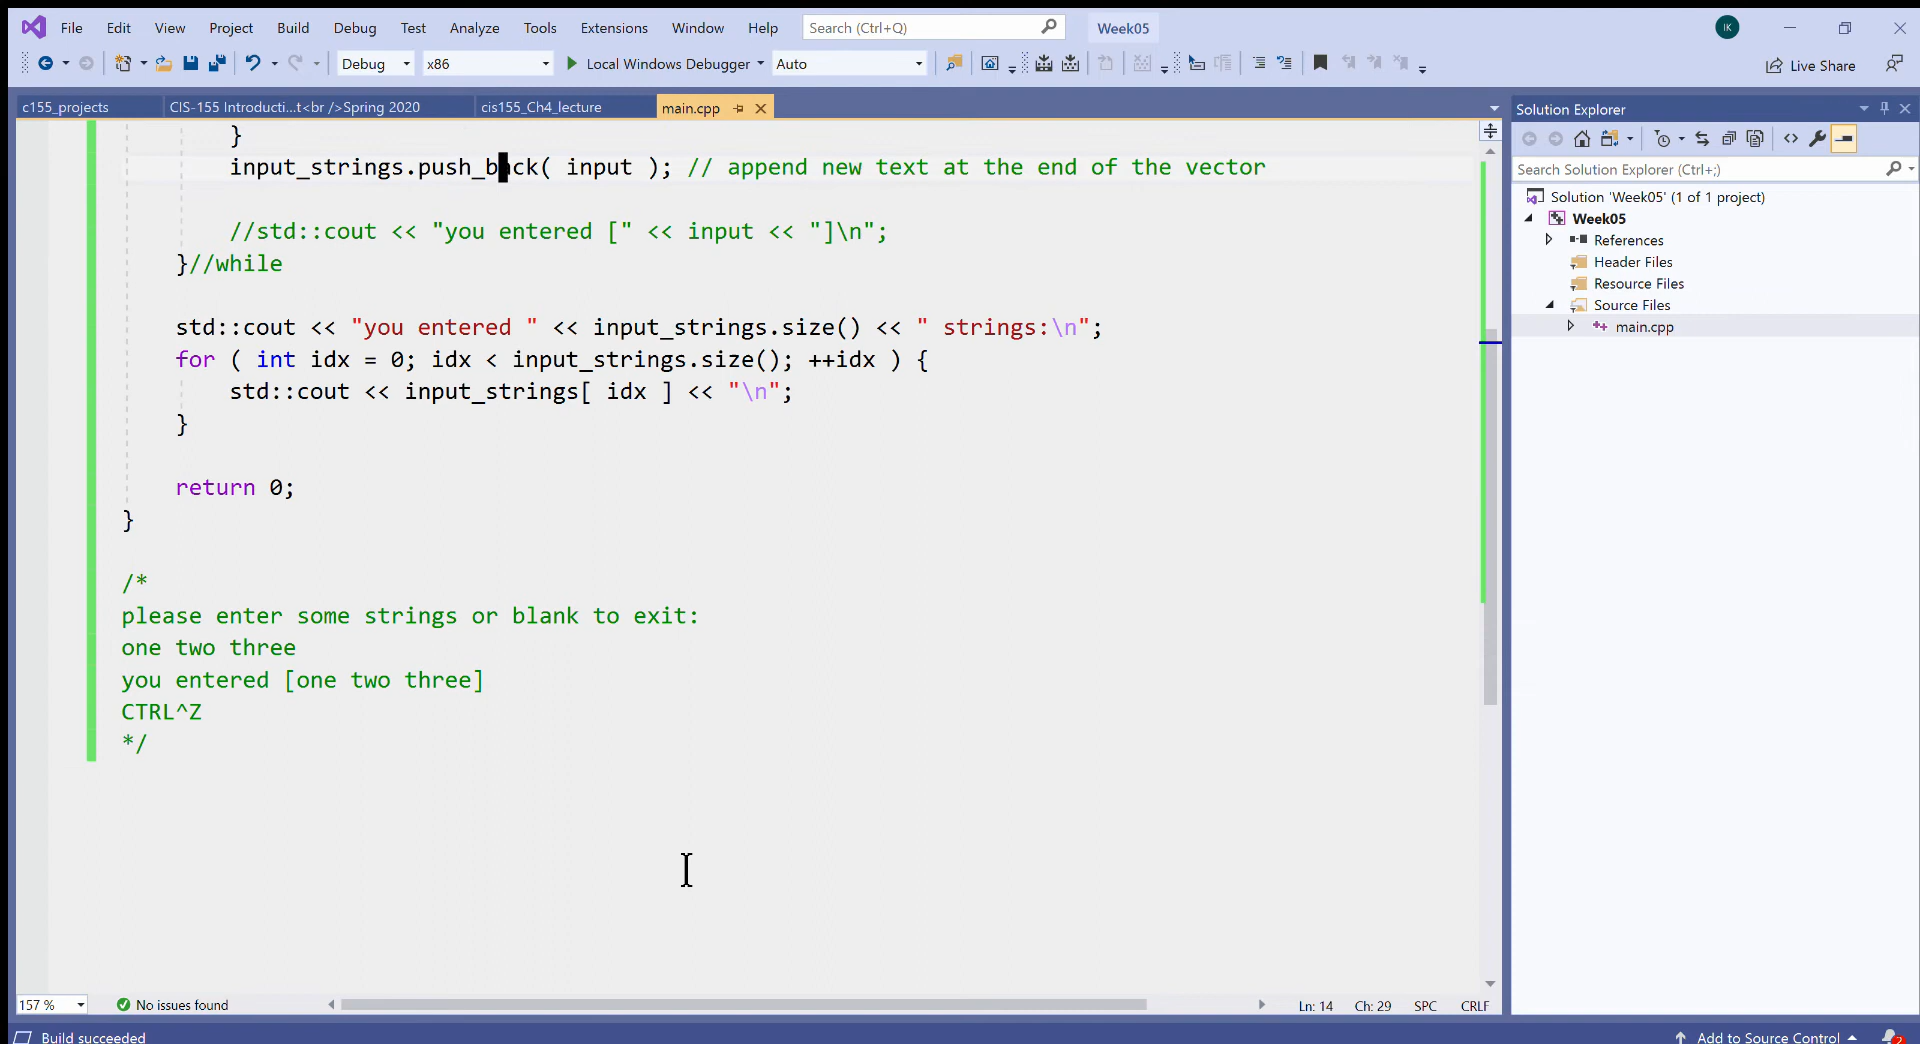 File Edit View Project Build Debug Test Analyze Tools Extensions Window Help Search (Ctrl+Q) Week05 IK
Debug x86 Local Windows Debugger Auto Live Share
c155_projects CIS-155 Introducti...t<br />Spring 2020 cis155_Ch4_lecture main.cpp
}
input_strings.push_back( input ); // append new text at the end of the vector
//std::cout << "you entered [" << input << "]\n";
}//while
std::cout << "you entered " << input_strings.size() << " strings:\n";
for ( int idx = 0; idx < input_strings.size(); ++idx ) {
std::cout << input_strings[ idx ] << "\n";
}
return 0;
}
/*
please enter some strings or blank to exit:
one two three
you entered [one two three]
CTRL^Z
*/
157 % No issues found Ln: 14 Ch: 29 SPC CRLF
Solution Explorer
Search Solution Explorer (Ctrl+;)
Solution 'Week05' (1 of 1 project)
Week05
References
Header Files
Resource Files
Source Files
main.cpp
Build succeeded Add to Source Control 2